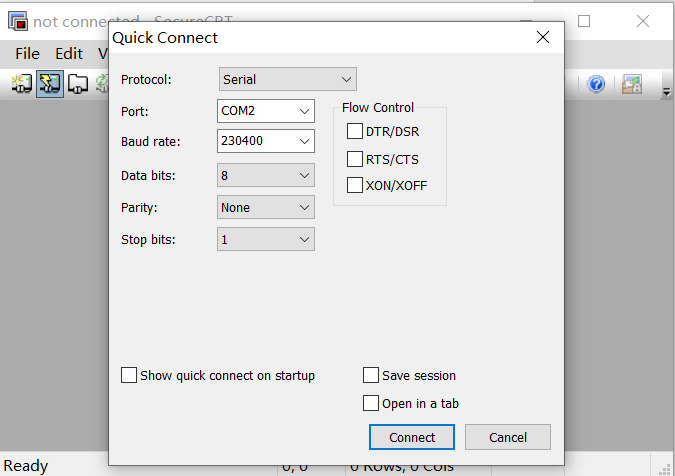 not connected - SecureCRT
Quick Connect
File Edit V
Protocol: Serial
Port: COM2
Baud rate: 230400
Data bits: 8
Parity: None
Stop bits: 1
Flow Control
DTR/DSR
RTS/CTS
XON/XOFF
Show quick connect on startup
Save session
Open in a tab
Connect
Cancel
Ready 0, 0 0 Rows, 0 Cols